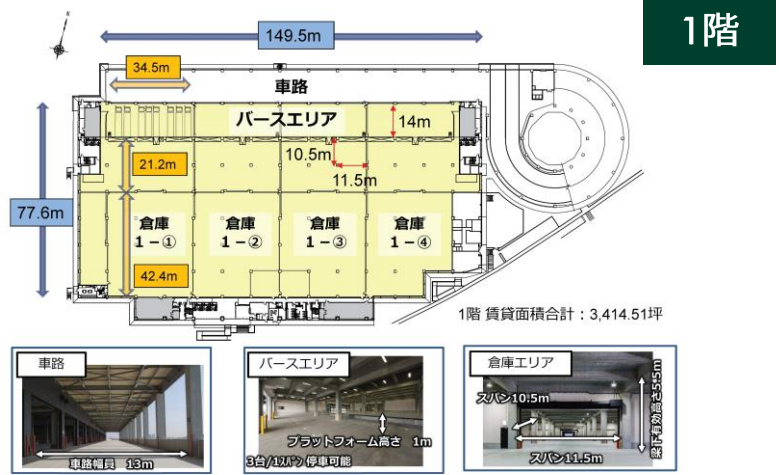 1階
149.5m
34.5m
車路
バースエリア
14m
10.5m
11.5m
21.2m
77.6m
倉庫
1-①
倉庫
1-②
倉庫
1-③
倉庫
1-④
42.4m
1階 賃貸面積合計：3,414.51坪
車路
車路幅員 13m
バースエリア
プラットフォーム高さ 1m
3台/1スパン 停車可能
倉庫エリア
スパン10.5m
スパン11.5m
梁下有効高さ5.5m